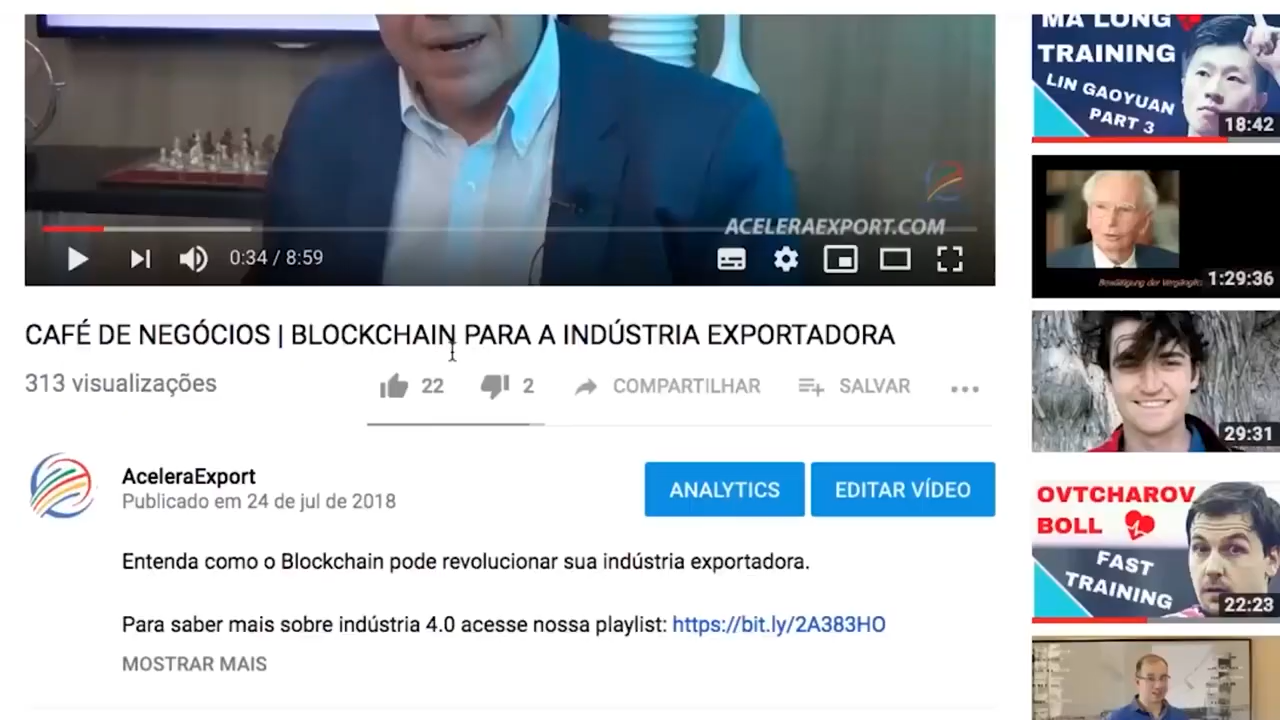 ACELERAEXPORT.COM
0:34 / 8:59
CAFÉ DE NEGÓCIOS | BLOCKCHAIN PARA A INDÚSTRIA EXPORTADORA
313 visualizações
22
2
COMPARTILHAR
SALVAR
AceleraExport
Publicado em 24 de jul de 2018
ANALYTICS
EDITAR VÍDEO
Entenda como o Blockchain pode revolucionar sua indústria exportadora.
Para saber mais sobre indústria 4.0 acesse nossa playlist: https://bit.ly/2A383HO
MOSTRAR MAIS
MA LONG
TRAINING
LIN GAOYUAN
PART 3
18:42
Bewältigung der Vergangenheit
1:29:36
29:31
OVTCHAROV
BOLL
FAST
TRAINING
22:23